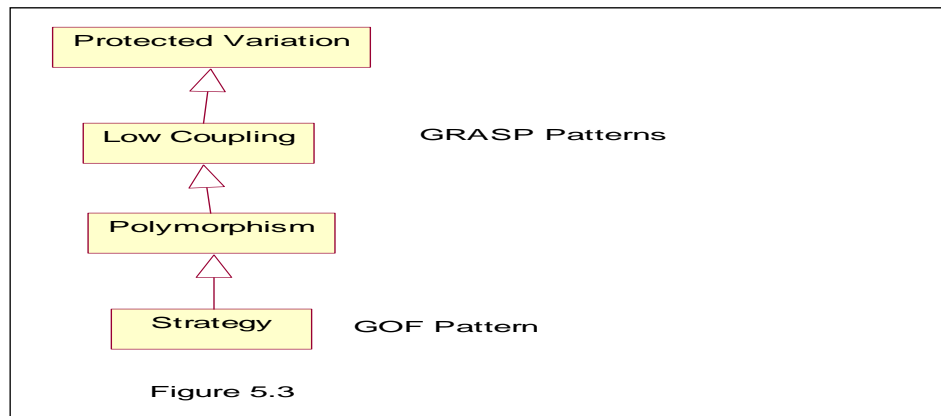 Protected Variation
Low Coupling
GRASP Patterns
Polymorphism
Strategy
GOF Pattern
Figure 5.3